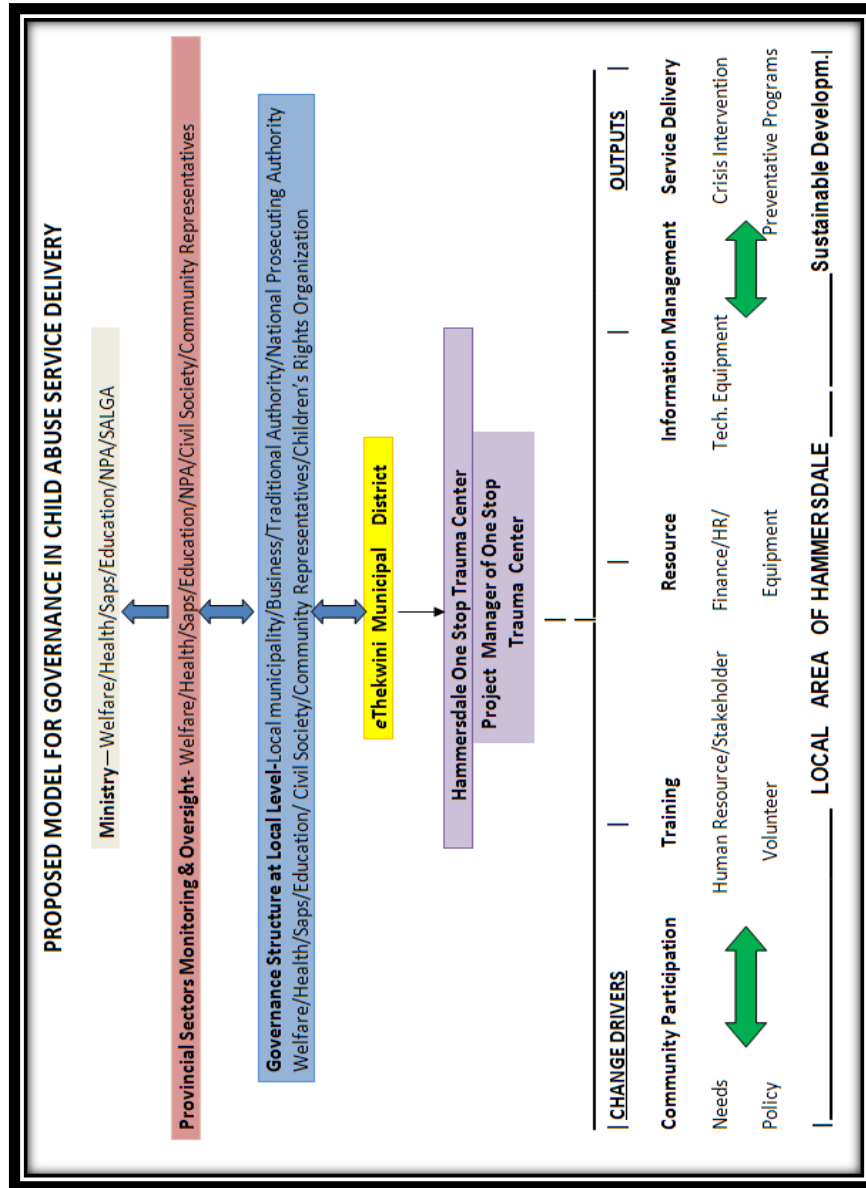 PROPOSED MODEL FOR GOVERNANCE IN CHILD ABUSE SERVICE DELIVERY
Ministry—Welfare/Health/Saps/Education/NPA/SALGA
Provincial Sectors Monitoring & Oversight- Welfare/Health/Saps/Education/NPA/Civil Society/Community Representatives
Governance Structure at Local Level-Local municipality/Business/Traditional Authority/National Prosecuting Authority
Welfare/Health/Saps/Education/ Civil Society/Community Representatives/Children's Rights Organization
eThekwini Municipal District
Hammersdale One Stop Trauma Center
Project Manager of One Stop
Trauma Center
CHANGE DRIVERS OUTPUTS
Community Participation Training Resource Information Management Service Delivery
Needs Human Resource/Stakeholder Finance/HR/ Tech. Equipment Crisis Intervention
Policy Volunteer Equipment Preventative Programs
LOCAL AREA OF HAMMERSDALE Sustainable Developm.